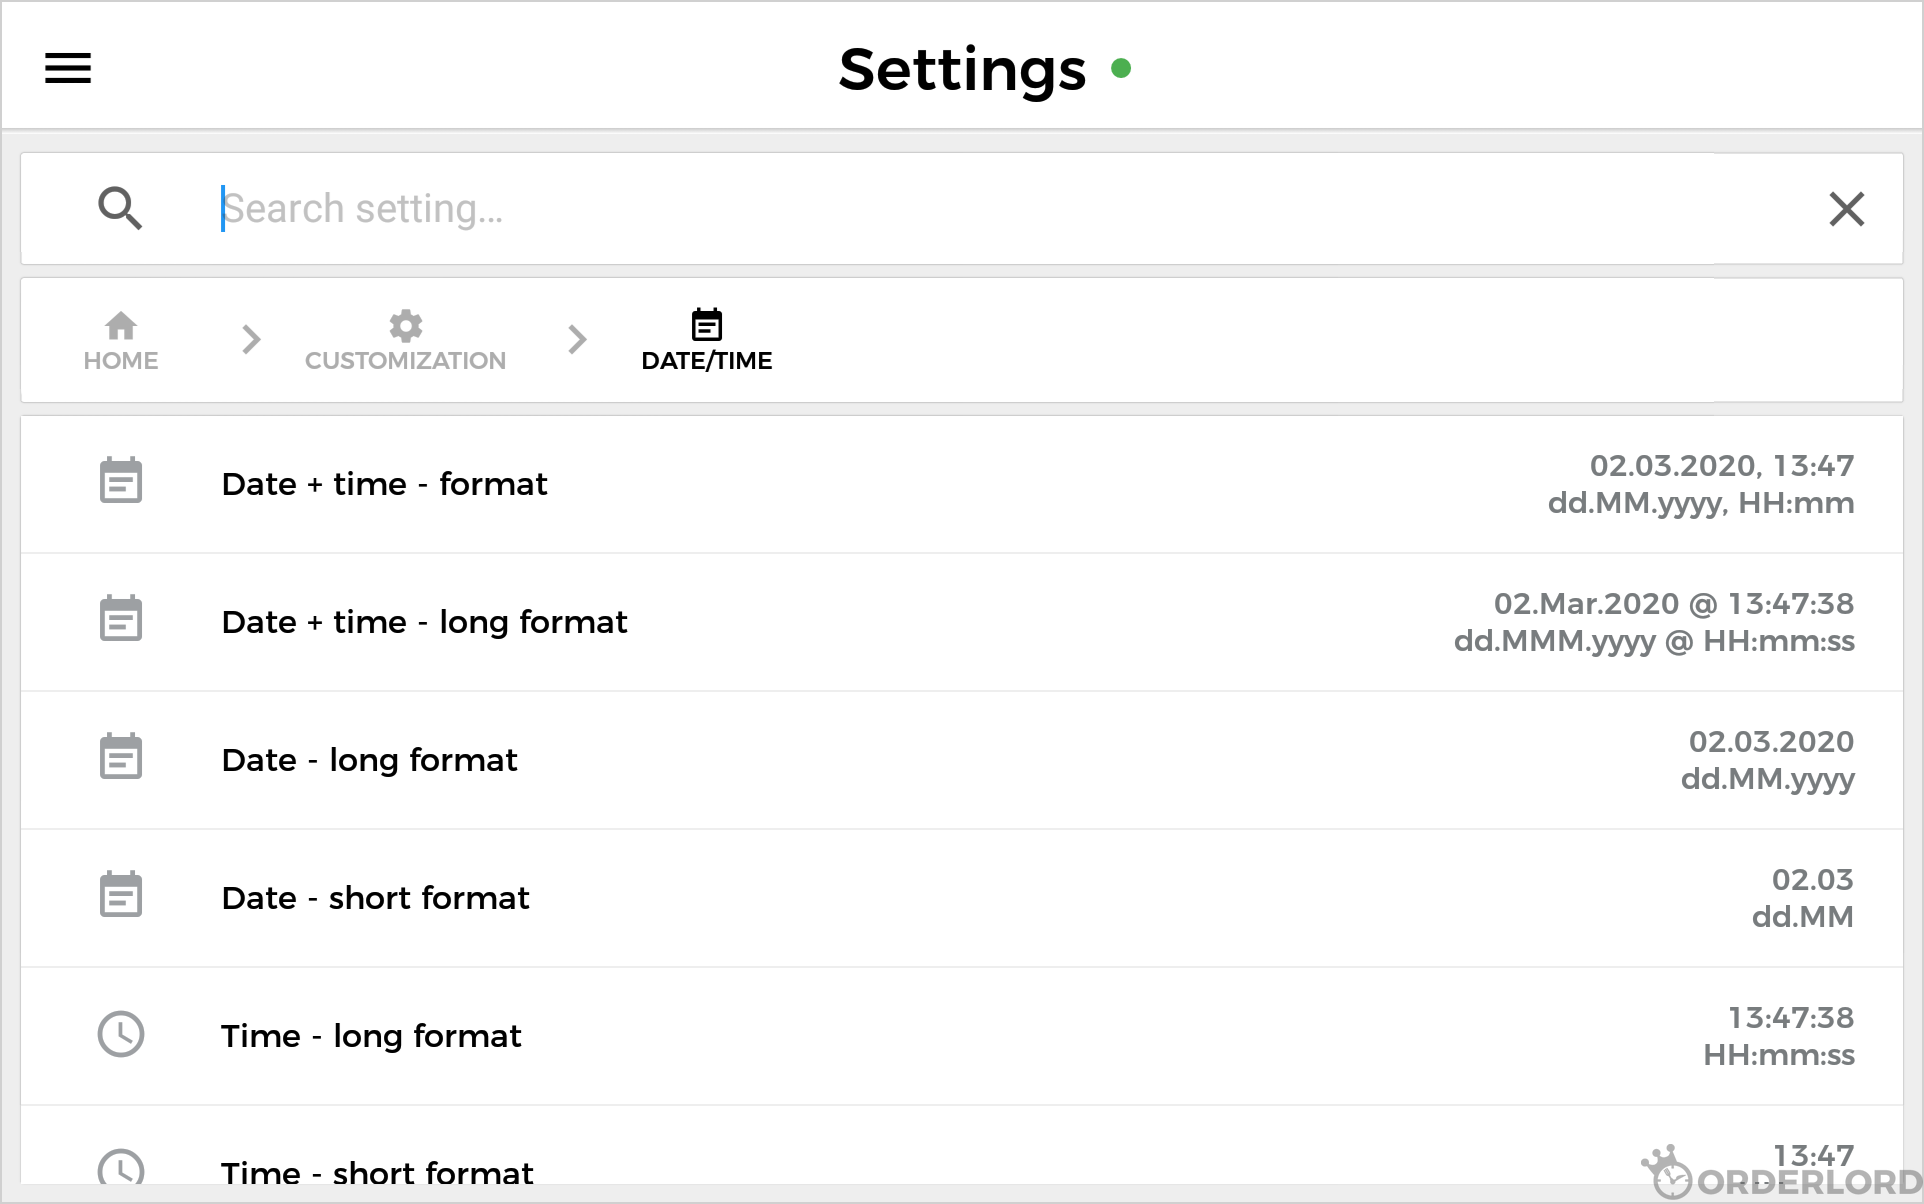 Settings
Search setting...
HOME
CUSTOMIZATION
DATE/TIME
Date + time - format
02.03.2020, 13:47
dd.MM.yyyy, HH:mm
Date + time - long format
02.Mar.2020 @ 13:47:38
dd.MMM.yyyy @ HH:mm:ss
Date - long format
02.03.2020
dd.MM.yyyy
Date - short format
02.03
dd.MM
Time - long format
13:47:38
HH:mm:ss
Time - short format
13:47
ORDERLORD